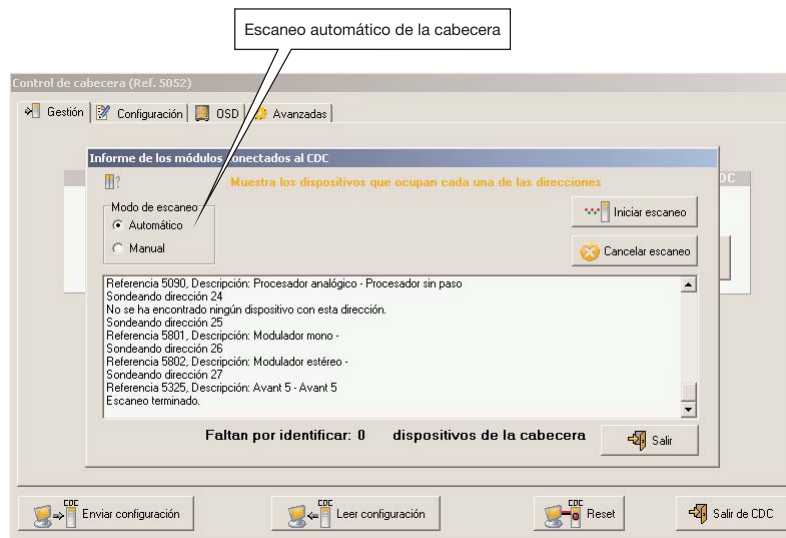 Escaneo automático de la cabecera
Control de cabecera (Ref. 5052)
Gestión
Configuración
OSD
Avanzadas
Informe de los módulos conectados al CDC
Muestra los dispositivos que ocupan cada una de las direcciones
Modo de escaneo
Automático
Manual
Iniciar escaneo
Cancelar escaneo
Referencia 5090, Descripción: Procesador analógico - Procesador sin paso
Sondeando dirección 24
No se ha encontrado ningún dispositivo con esta dirección.
Sondeando dirección 25
Referencia 5801, Descripción: Modulador mono -
Sondeando dirección 26
Referencia 5802, Descripción: Modulador estéreo -
Sondeando dirección 27
Referencia 5325, Descripción: Avant 5 - Avant 5
Escaneo terminado.
Faltan por identificar: 0 dispositivos de la cabecera
Salir
CDC
Enviar configuración
CDC
Leer configuración
CDC
Reset
Salir de CDC